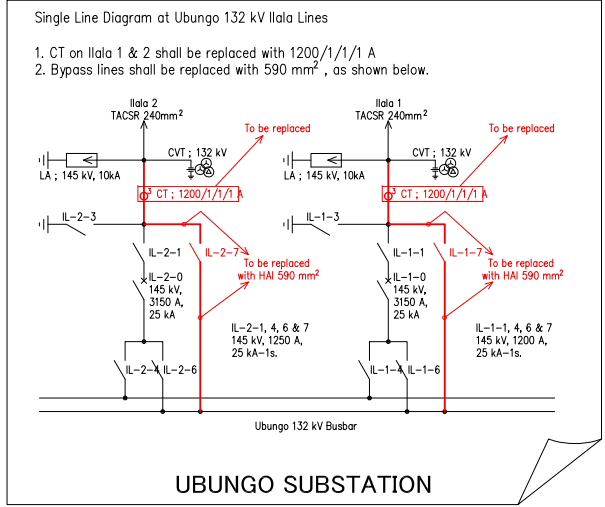 Single Line Diagram at Ubungo 132 kV Ilala Lines
1. CT on Ilala 1 & 2 shall be replaced with 1200/1/1/1 A
2. Bypass lines shall be replaced with 590 mm² , as shown below.
Ilala 2
TACSR 240mm²
To be replaced
CVT ; 132 kV
LA ; 145 kV, 10kA
3 CT ; 1200/1/1/1 A
IL-2-3
IL-2-1
IL-2-7
IL-2-0
145 kV,
3150 A,
25 kA
To be replaced
with HAI 590 mm²
IL-2-1, 4, 6 & 7
145 kV, 1250 A,
25 kA-1s.
IL-2-4
IL-2-6
Ilala 1
TACSR 240mm²
To be replaced
CVT ; 132 kV
LA ; 145 kV, 10kA
3 CT ; 1200/1/1/1 A
IL-1-3
IL-1-1
IL-1-7
IL-1-0
145 kV,
3150 A,
25 kA
To be replaced
with HAI 590 mm²
IL-1-1, 4, 6 & 7
145 kV, 1200 A,
25 kA-1s.
IL-1-4
IL-1-6
Ubungo 132 kV Busbar
UBUNGO SUBSTATION